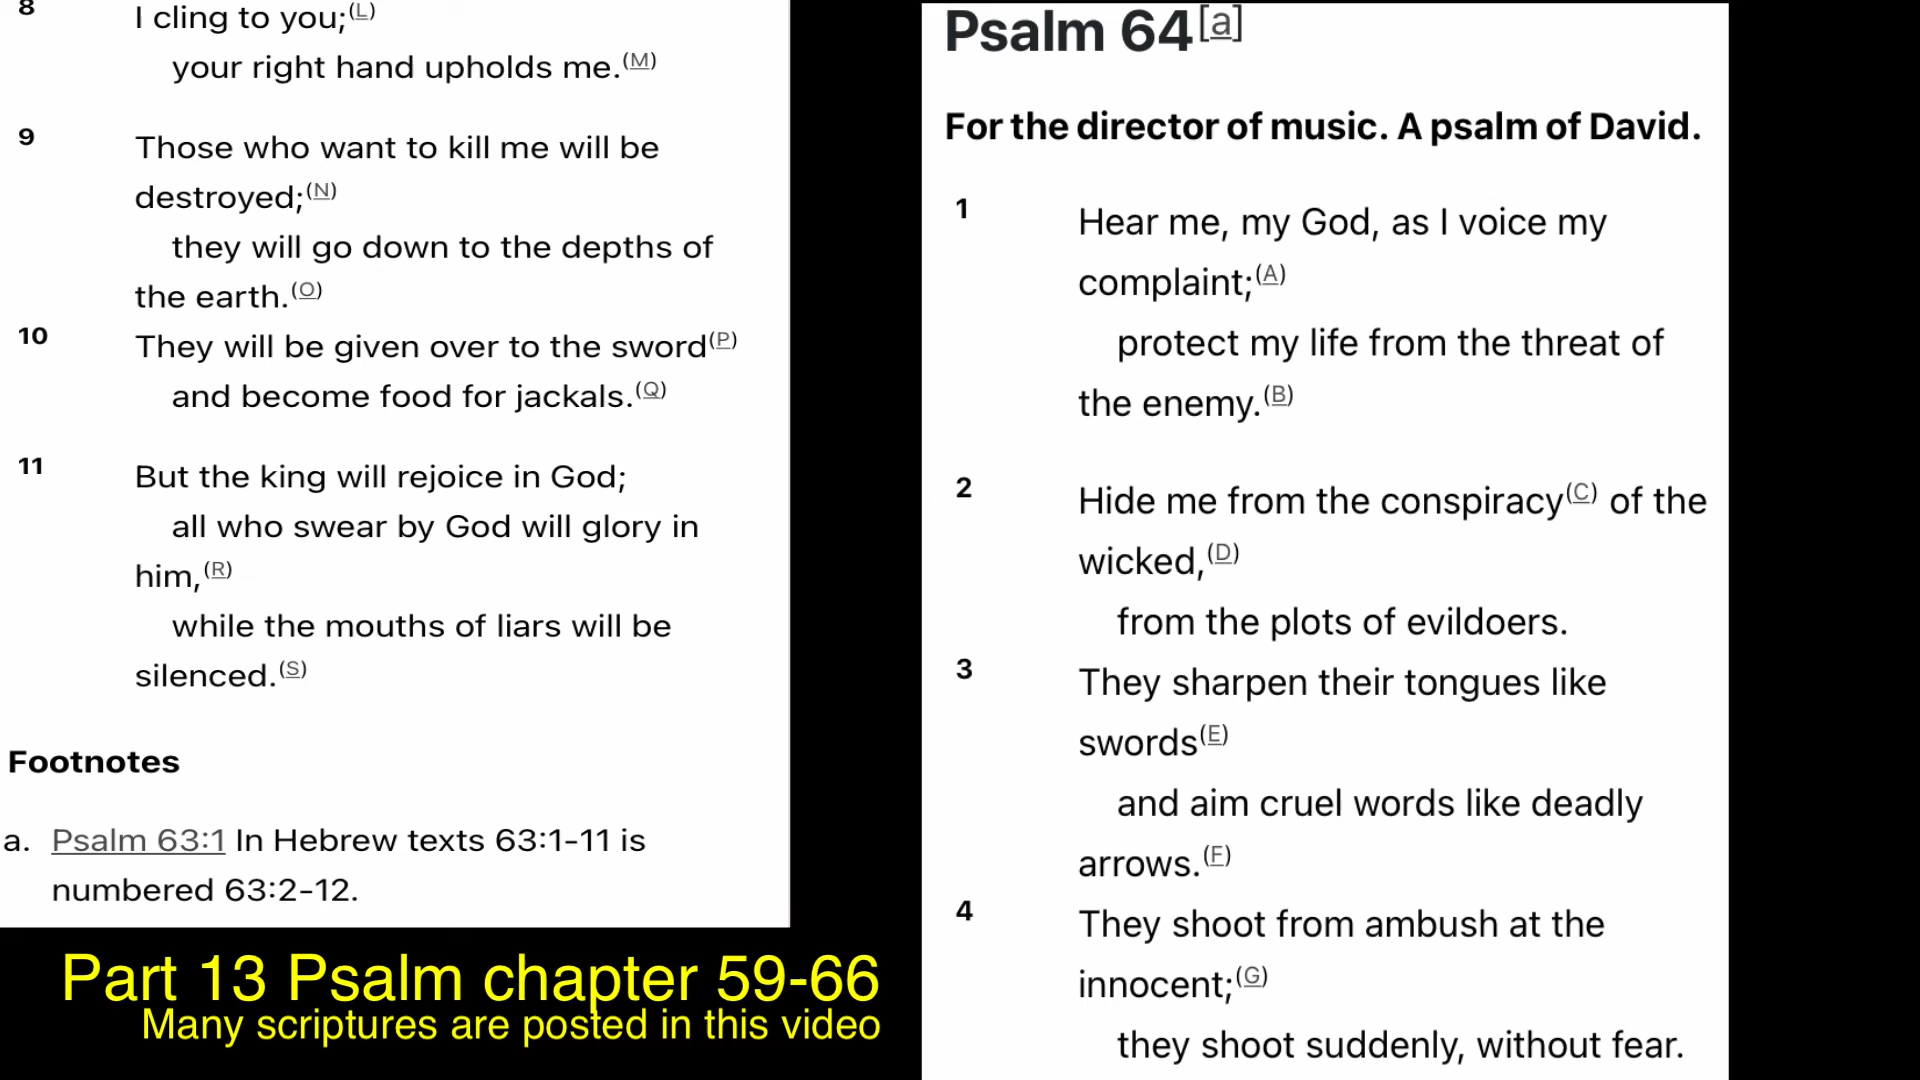 8 I cling to you;(L)
your right hand upholds me.(M)
9 Those who want to kill me will be
destroyed;(N)
they will go down to the depths of
the earth.(O)
10 They will be given over to the sword(P)
and become food for jackals.(Q)
11 But the king will rejoice in God;
all who swear by God will glory in
him,(R)
while the mouths of liars will be
silenced.(S)
Footnotes
a. Psalm 63:1 In Hebrew texts 63:1-11 is
numbered 63:2-12.
Part 13 Psalm chapter 59-66
Many scriptures are posted in this video
Psalm 64[a]
For the director of music. A psalm of David.
1 Hear me, my God, as I voice my
complaint;(A)
protect my life from the threat of
the enemy.(B)
2 Hide me from the conspiracy(C) of the
wicked,(D)
from the plots of evildoers.
3 They sharpen their tongues like
swords(E)
and aim cruel words like deadly
arrows.(F)
4 They shoot from ambush at the
innocent;(G)
they shoot suddenly, without fear.